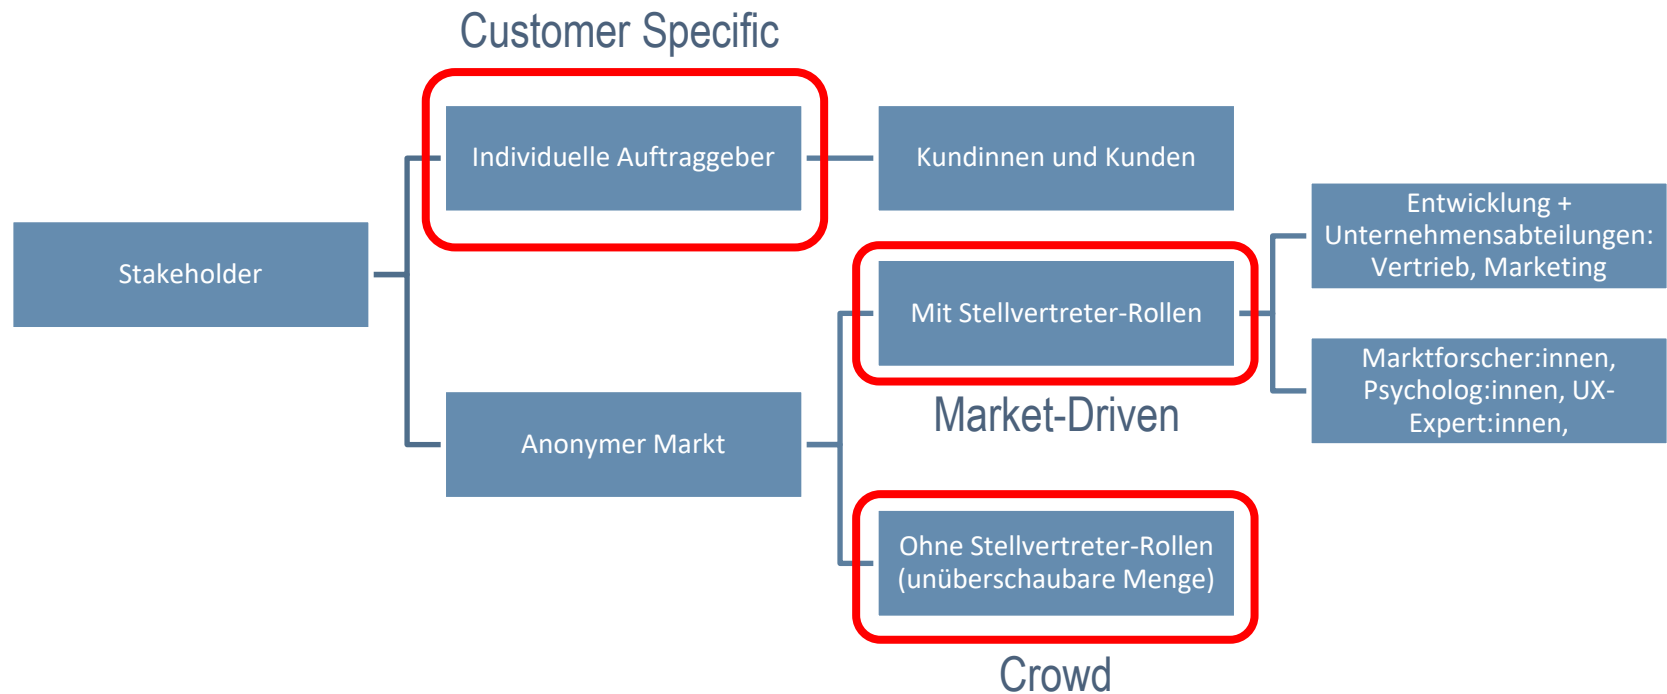 Customer Specific
Individuelle Auftraggeber
Kundinnen und Kunden
Stakeholder
Entwicklung +
Unternehmensabteilungen:
Vertrieb, Marketing
Mit Stellvertreter-Rollen
Marktforscher:innen,
Psycholog:innen, UX-
Expert:innen,
Market-Driven
Anonymer Markt
Ohne Stellvertreter-Rollen
(unüberschaubare Menge)
Crowd